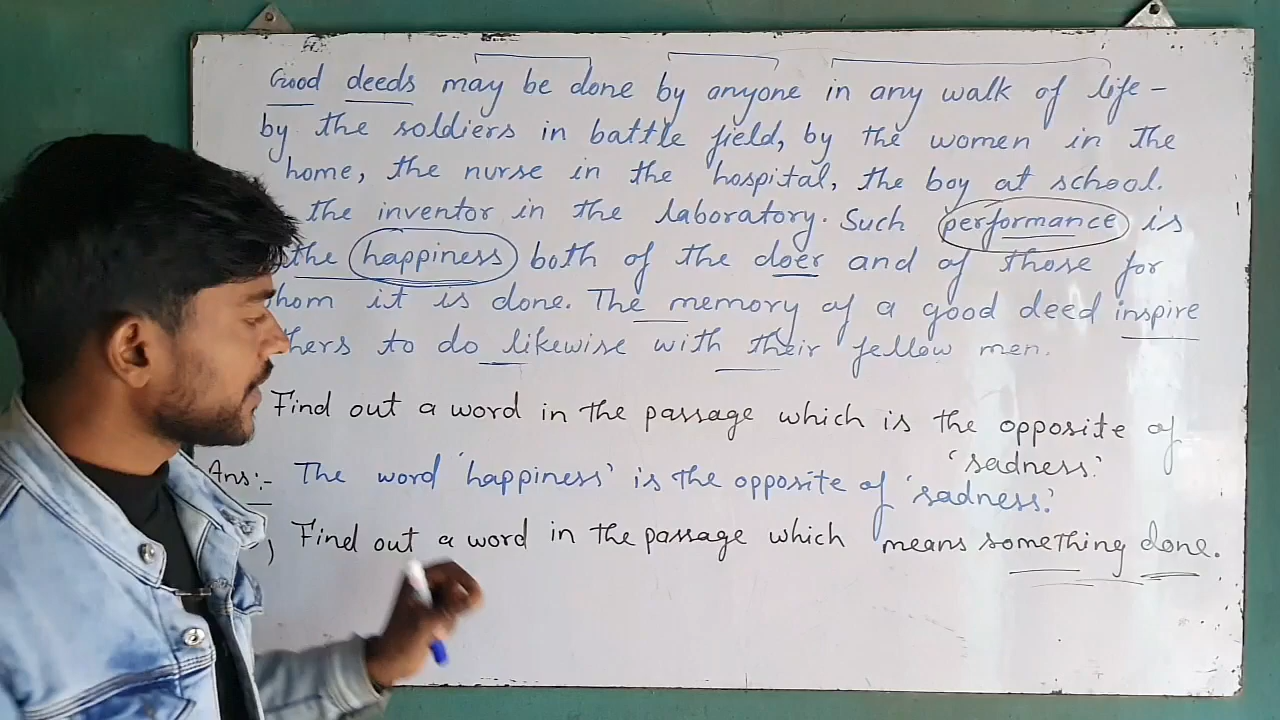 Good deeds may be done by anyone in any walk of life -
by the soldiers in battle field, by the women in the
home, the nurse in the hospital, the boy at school.
the inventor in the laboratory. Such performance is
the happiness both of the doer and of those for
hom it is done. The memory of a good deed inspire
hers to do likewise with their fellow men.
Find out a word in the passage which is the opposite of
'sadness.'
Ans:- The word 'happiness' is the opposite of 'sadness.'
) Find out a word in the passage which means something done.